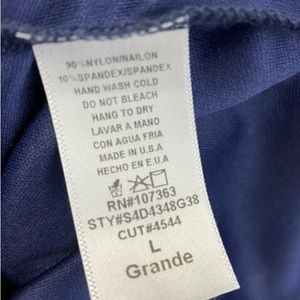 90%NYLON/NAILON
10%SPANDEX/SPANDEX
HAND WASH COLD
DO NOT BLEACH
HANG TO DRY
LAVAR A MANO
CON AGUA FRIA
MADE IN U.S.A
HECHO EN E.U.A
RN#107363
STY#S4D4348G38
CUT#4544
L
Grande